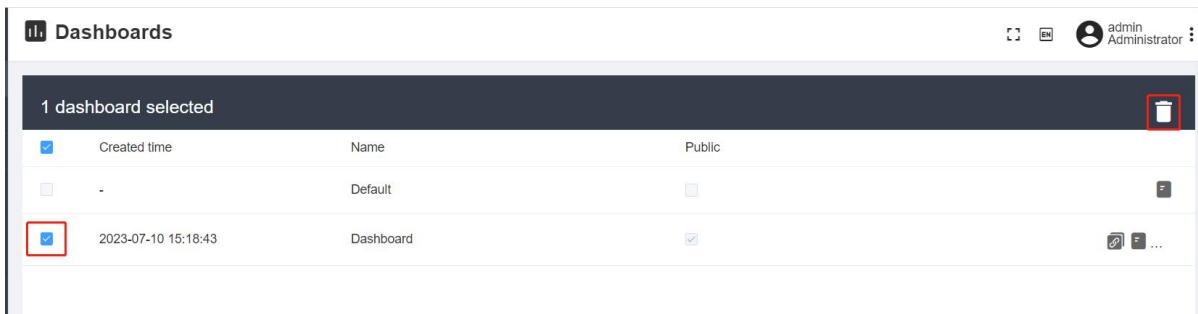 Dashboards
EN
admin
Administrator
1 dashboard selected
Created time Name Public
- Default
2023-07-10 15:18:43 Dashboard
...